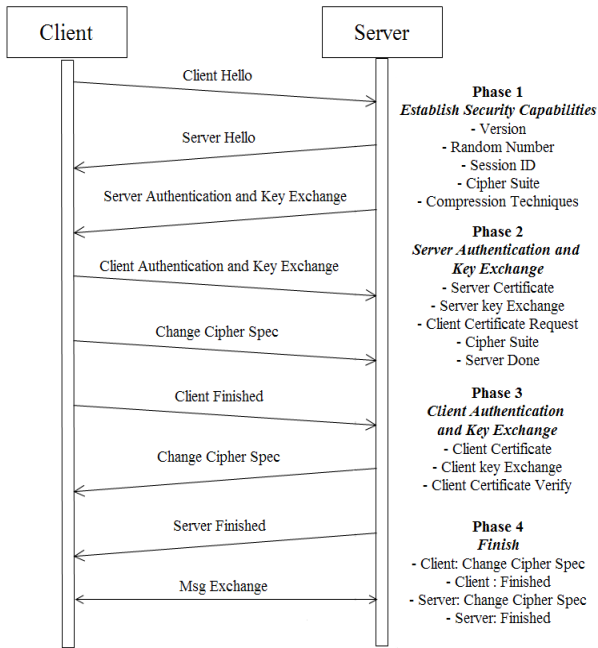 Client
Server
Client Hello
Server Hello
Server Authentication and Key Exchange
Client Authentication and Key Exchange
Change Cipher Spec
Client Finished
Change Cipher Spec
Server Finished
Msg Exchange
Phase 1
Establish Security Capabilities
- Version
- Random Number
- Session ID
- Cipher Suite
- Compression Techniques
Phase 2
Server Authentication and
Key Exchange
- Server Certificate
- Server key Exchange
- Client Certificate Request
- Cipher Suite
- Server Done
Phase 3
Client Authentication
and Key Exchange
- Client Certificate
- Client key Exchange
- Client Certificate Verify
Phase 4
Finish
- Client: Change Cipher Spec
- Client : Finished
- Server: Change Cipher Spec
- Server: Finished